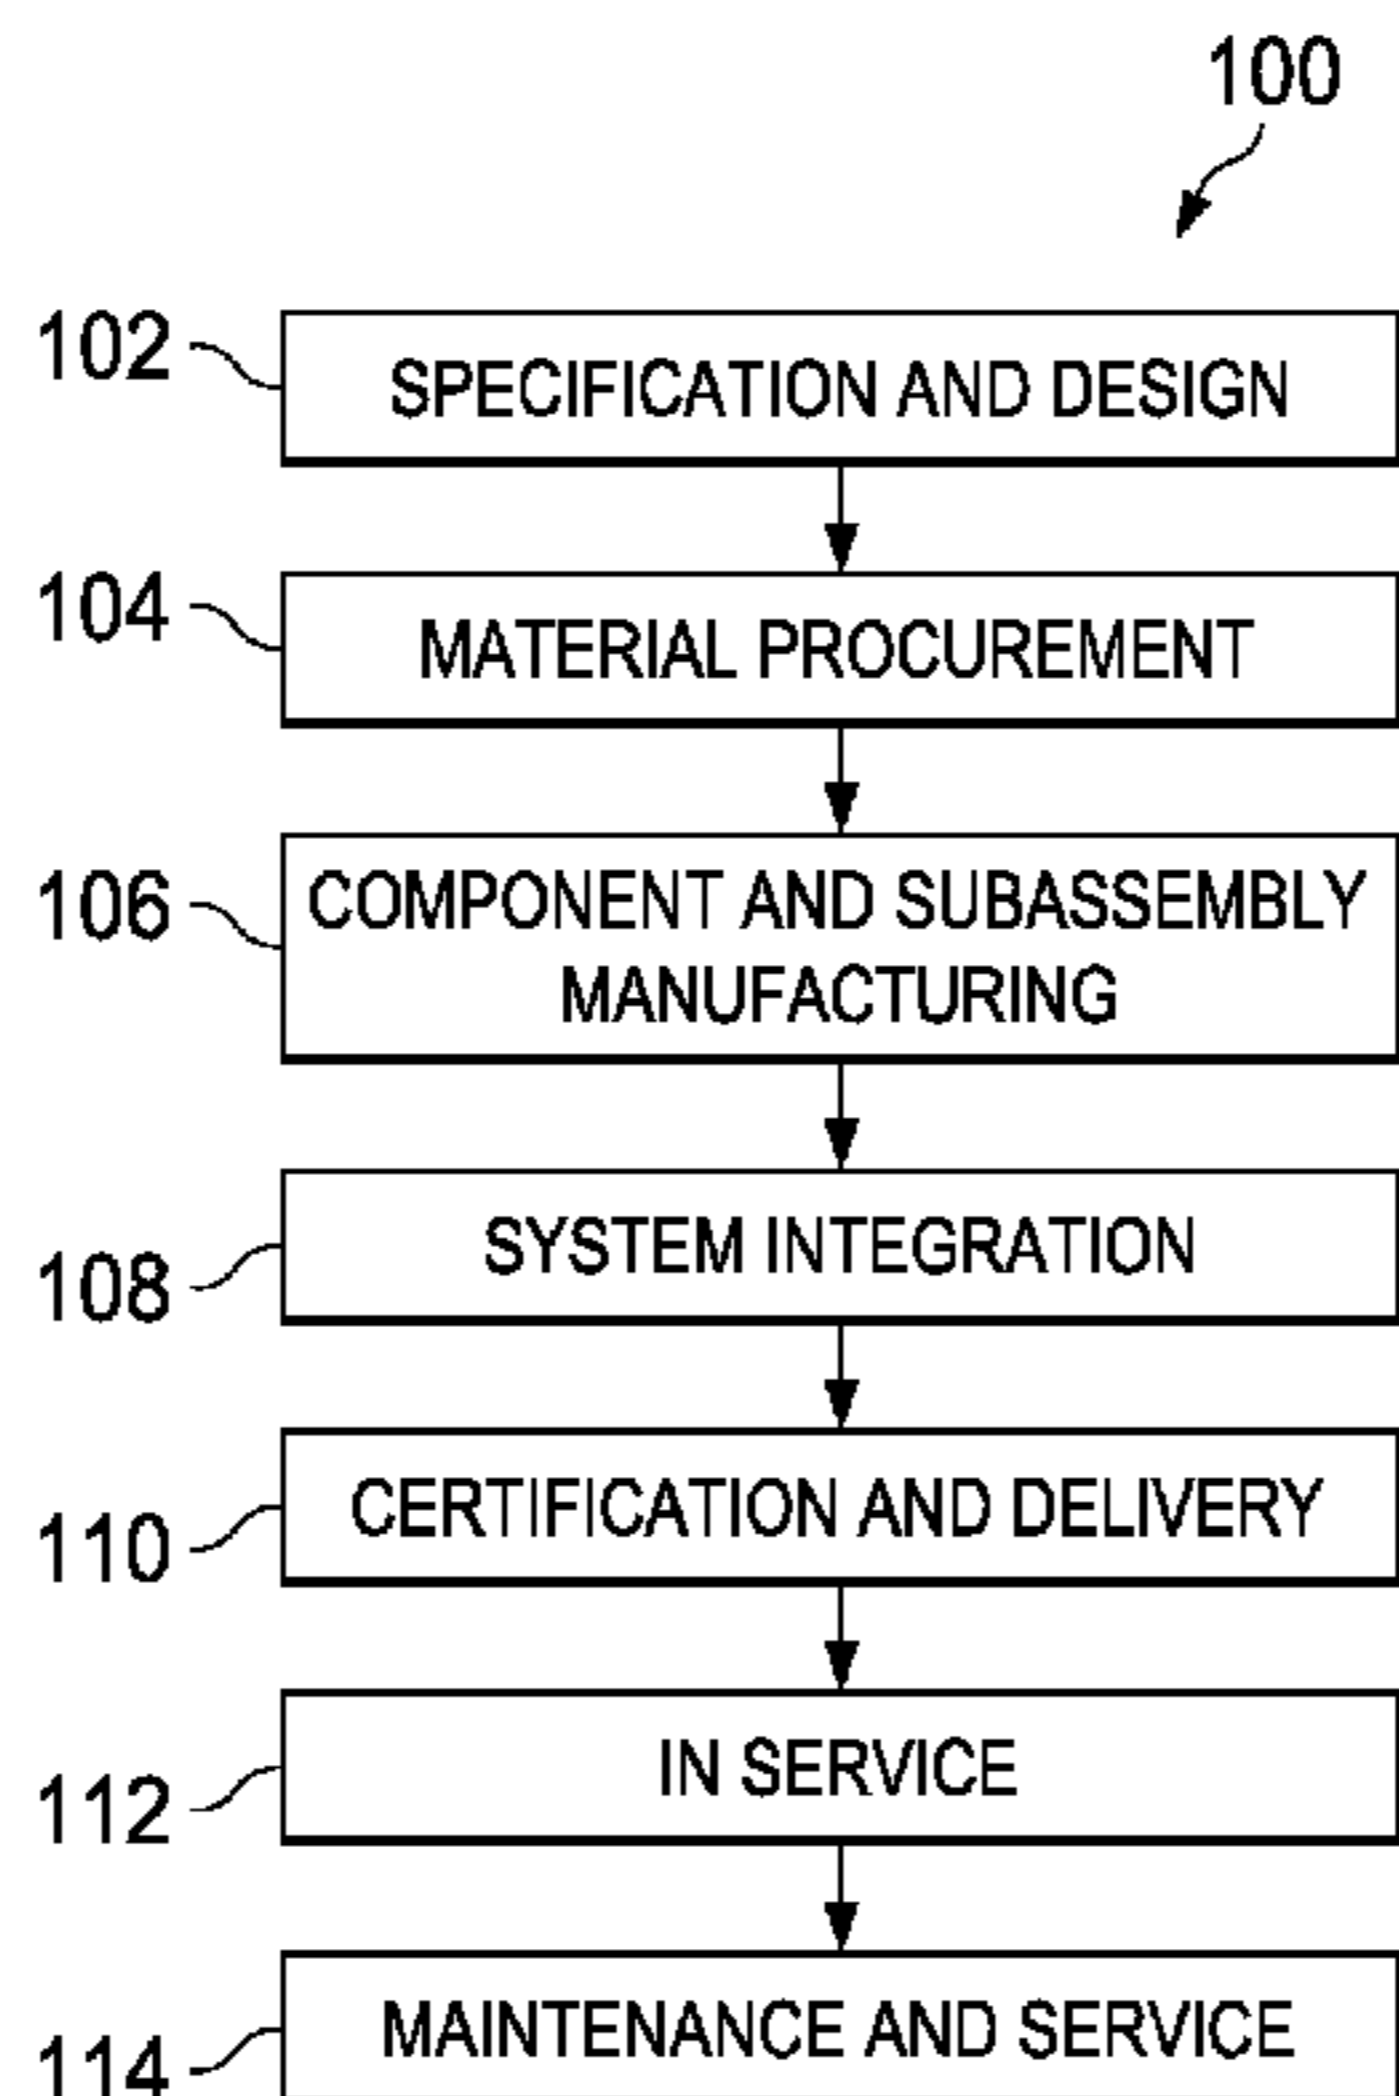 100
102 SPECIFICATION AND DESIGN
104 MATERIAL PROCUREMENT
106 COMPONENT AND SUBASSEMBLY
MANUFACTURING
108 SYSTEM INTEGRATION
110 CERTIFICATION AND DELIVERY
112 IN SERVICE
114 MAINTENANCE AND SERVICE